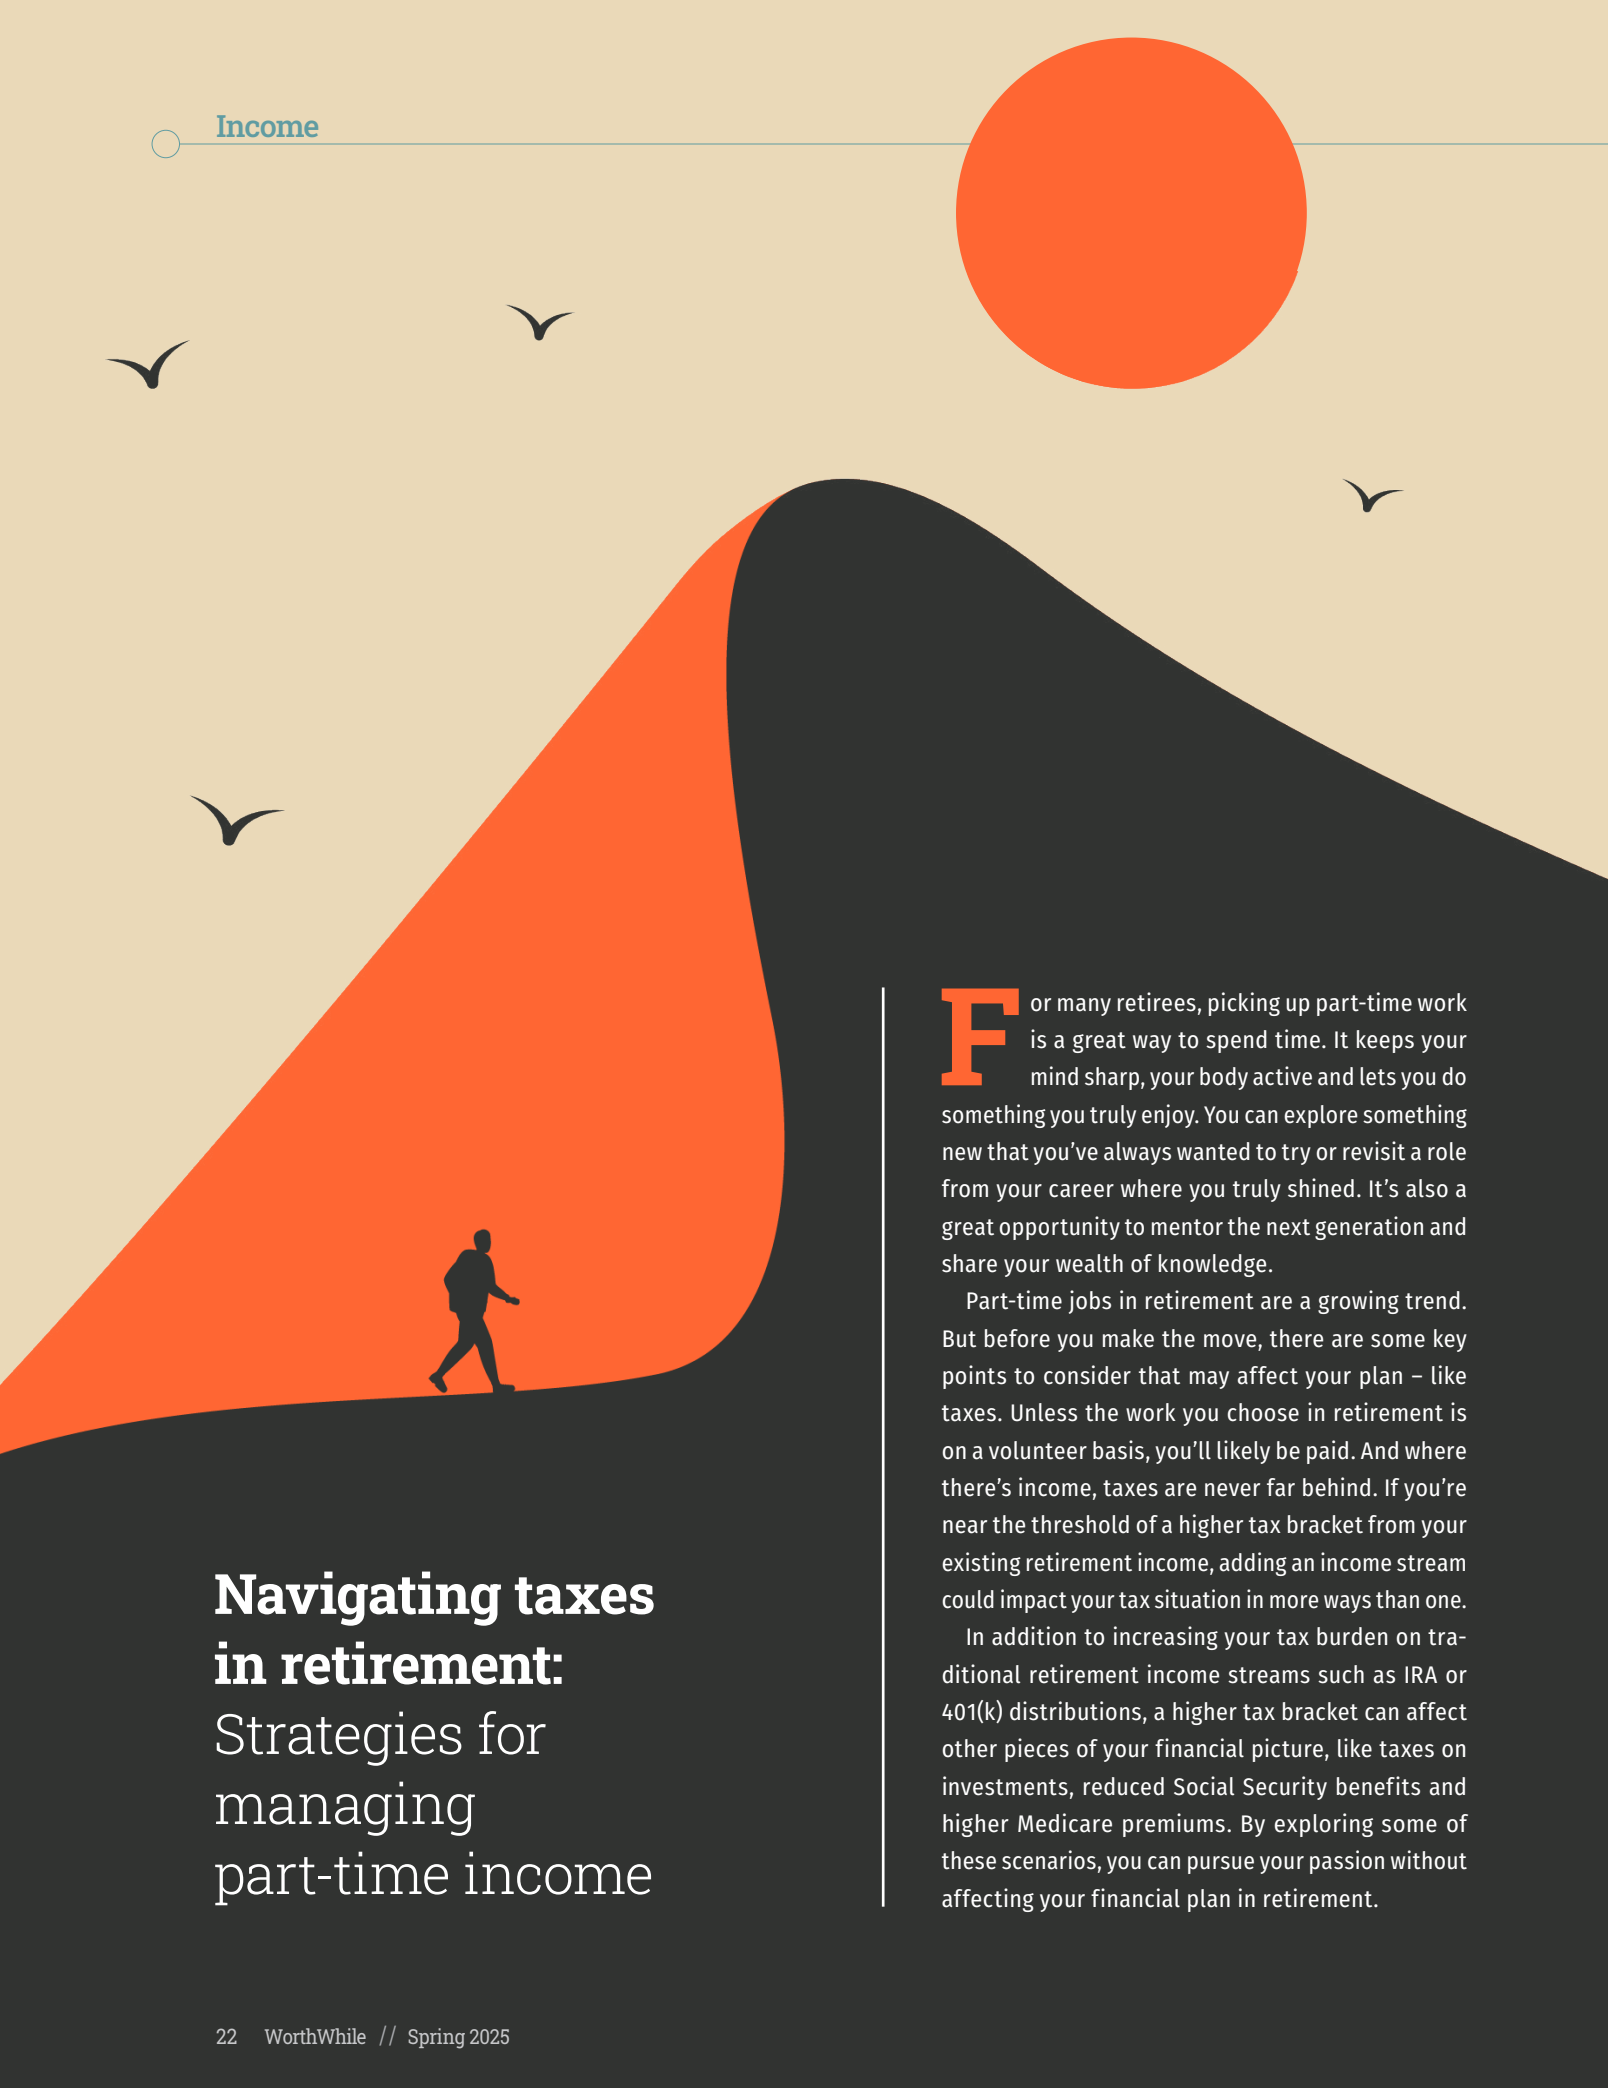 Income
Navigating taxes
in retirement:
Strategies for
managing
part-time income
For many retirees, picking up part-time work
is a great way to spend time. It keeps your
mind sharp, your body active and lets you do
something you truly enjoy. You can explore something
new that you’ve always wanted to try or revisit a role
from your career where you truly shined. It’s also a
great opportunity to mentor the next generation and
share your wealth of knowledge.
Part-time jobs in retirement are a growing trend.
But before you make the move, there are some key
points to consider that may affect your plan – like
taxes. Unless the work you choose in retirement is
on a volunteer basis, you’ll likely be paid. And where
there’s income, taxes are never far behind. If you’re
near the threshold of a higher tax bracket from your
existing retirement income, adding an income stream
could impact your tax situation in more ways than one.
In addition to increasing your tax burden on tra-
ditional retirement income streams such as IRA or
401(k) distributions, a higher tax bracket can affect
other pieces of your financial picture, like taxes on
investments, reduced Social Security benefits and
higher Medicare premiums. By exploring some of
these scenarios, you can pursue your passion without
affecting your financial plan in retirement.
22 WorthWhile // Spring 2025